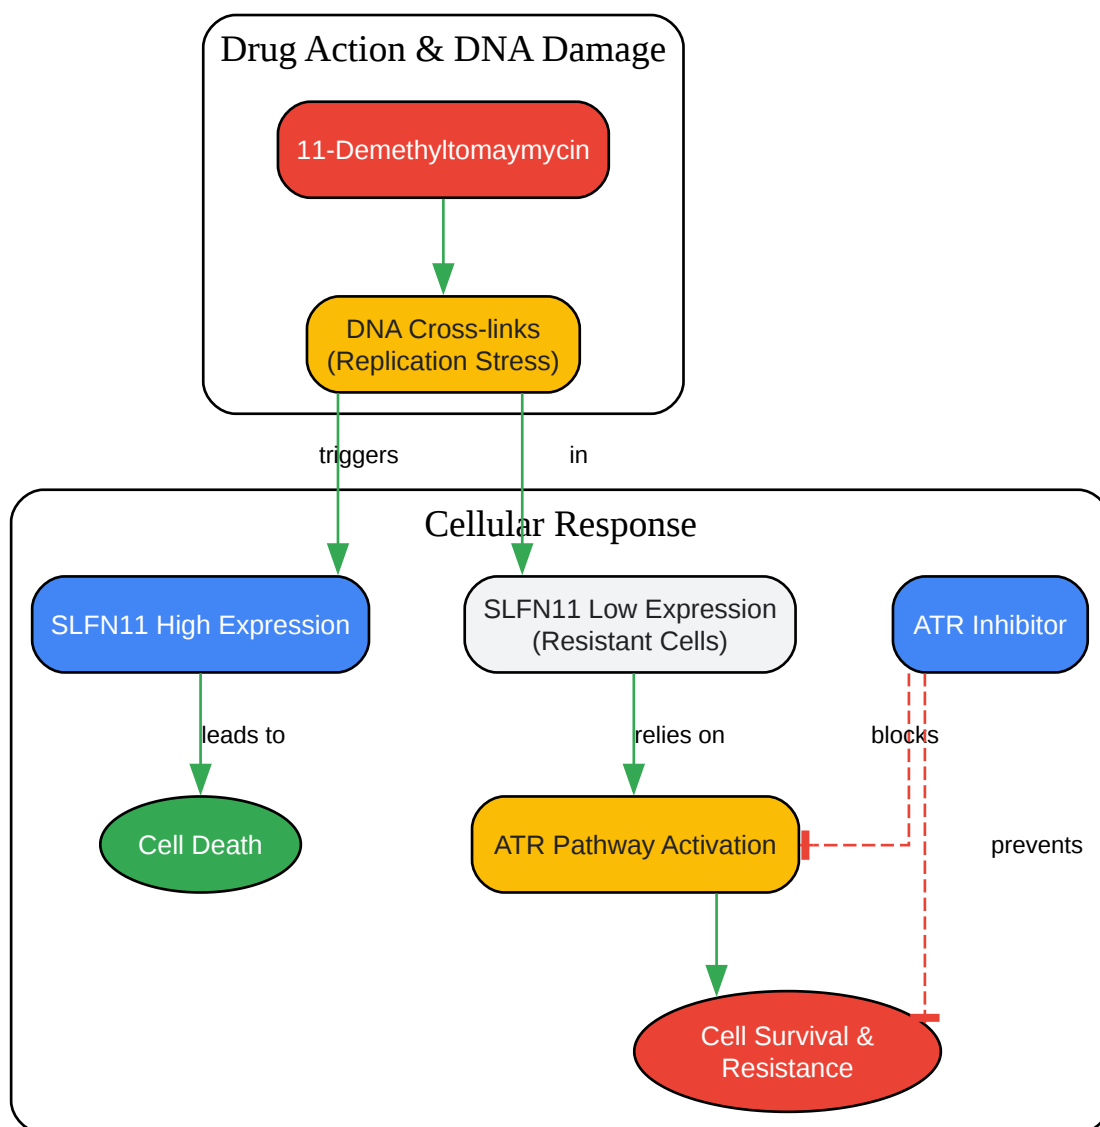 Drug Action & DNA Damage
11-Demethyltomaymycin
DNA Cross-links
(Replication Stress)
triggers
in
Cellular Response
SLFN11 High Expression
SLFN11 Low Expression
(Resistant Cells)
ATR Inhibitor
leads to
relies on
blocks
Cell Death
ATR Pathway Activation
prevents
Cell Survival &
Resistance